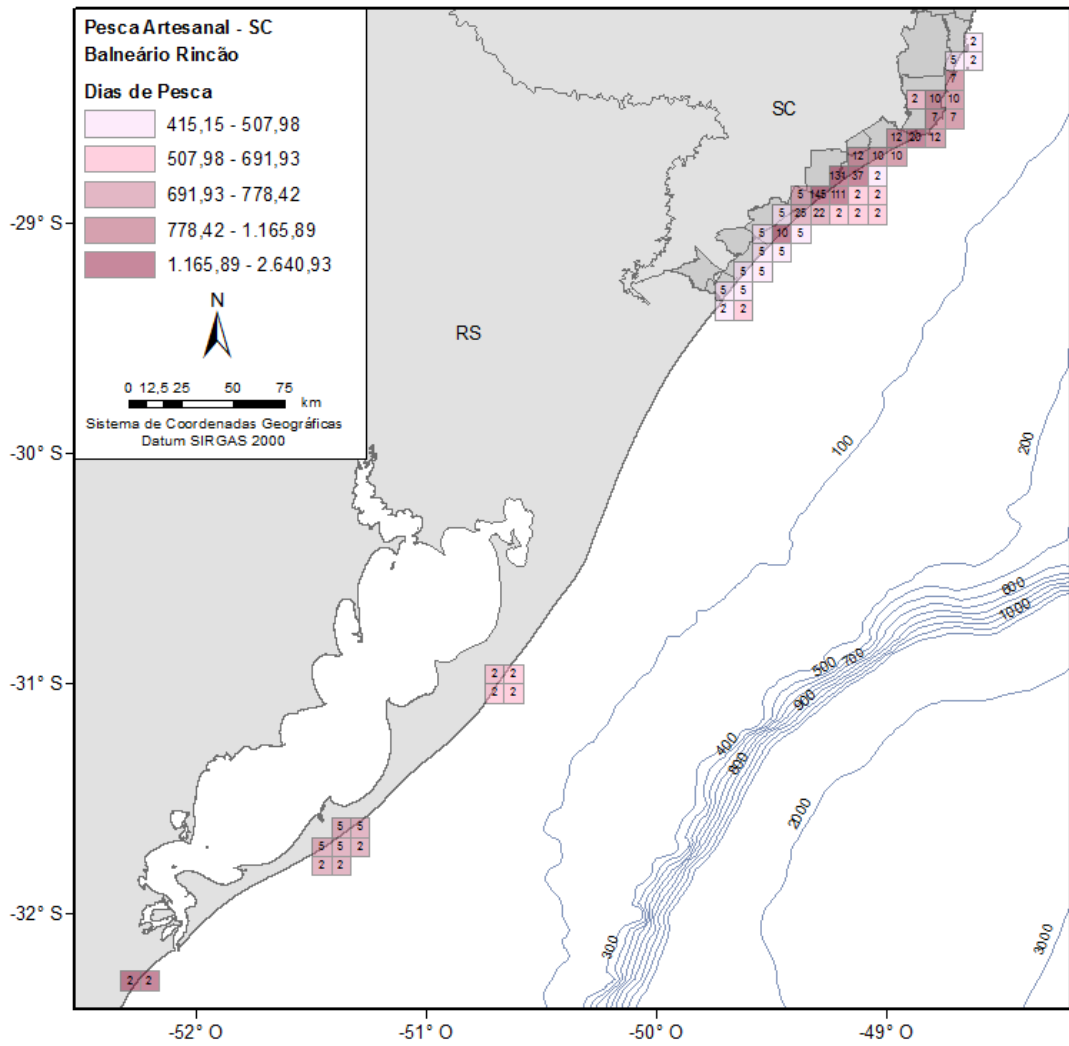 Pesca Artesanal - SC
Balneário Rincão
Dias de Pesca
415,15 - 507,98
507,98 - 691,93
691,93 - 778,42
778,42 - 1.165,89
1.165,89 - 2.640,93
N
0 12,5 25 50 75
km
Sistema de Coordenadas Geográficas
Datum SIRGAS 2000
SC
RS
2
5 2
7
2 10 10
7 7
12 20 12
12 10 10
131 37 2
5 145 111 2 2
5 25 22 2 2 2
5 10 5
5 5
5 5
5 5
2 2
2 2
2 2
5 5
5 5 2
2 2
2 2
100
200
600
1000
500
700
900
400
800
2000
300
3000
-29° S
-30° S
-31° S
-32° S
-52° O
-51° O
-50° O
-49° O